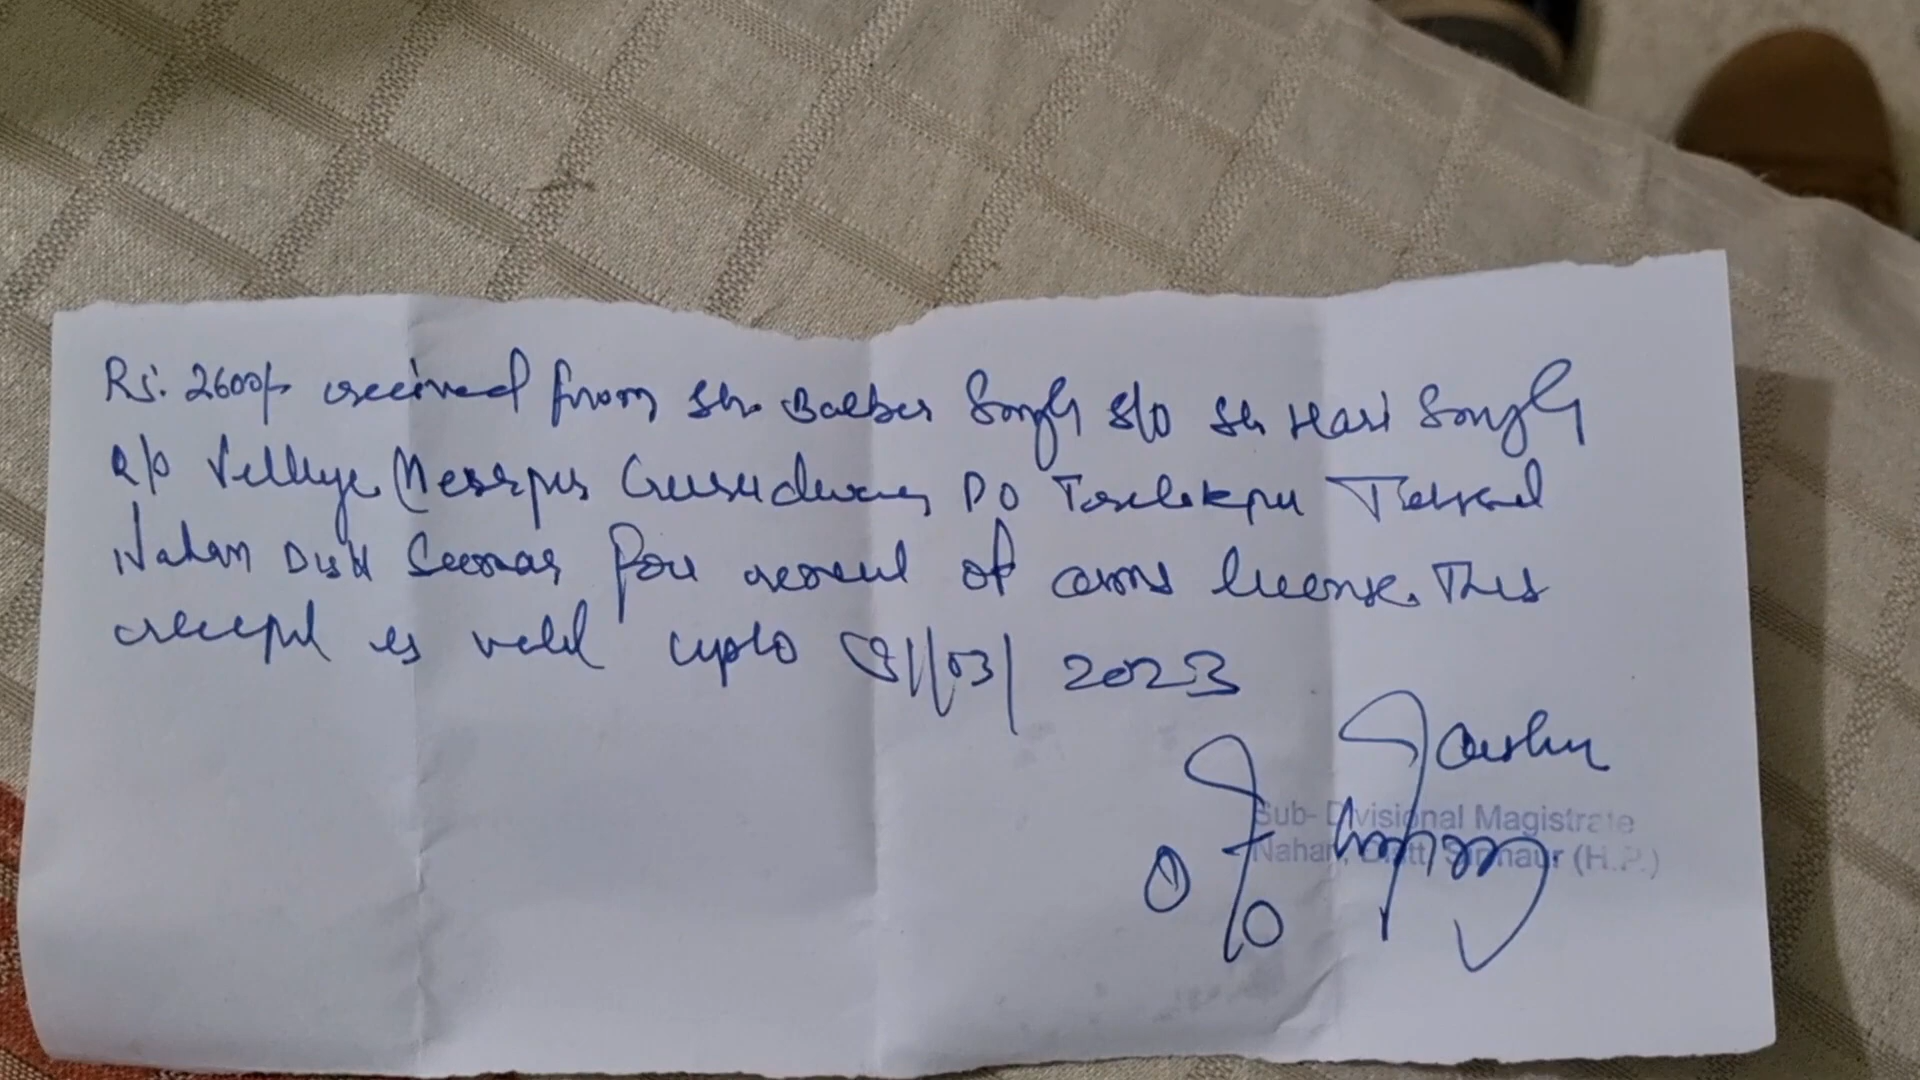 Rs. 2600/- received from Sh. Balber Singh S/o Sh Hari Singh
R/o Village Gurudwara PO Tehsil
Nahan Distt Sirmaur for renewal of arms license. This
receipt is valid upto 31/03/2023
Sub-Divisional Magistrate
Nahan, Distt. Sirmaur (H.P.)